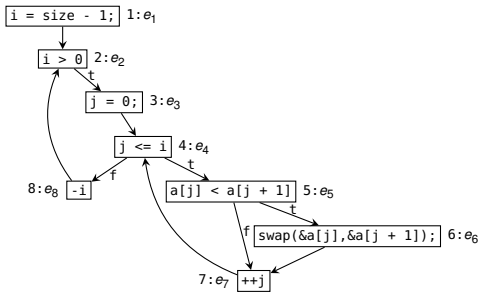 i = size - 1; 1:e1
i > 0 2:e2
t
j = 0; 3:e3
j <= i 4:e4
f t
8:e8 -i a[j] < a[j + 1] 5:e5
t
f swap(&a[j],&a[j + 1]); 6:e6
7:e7 ++j